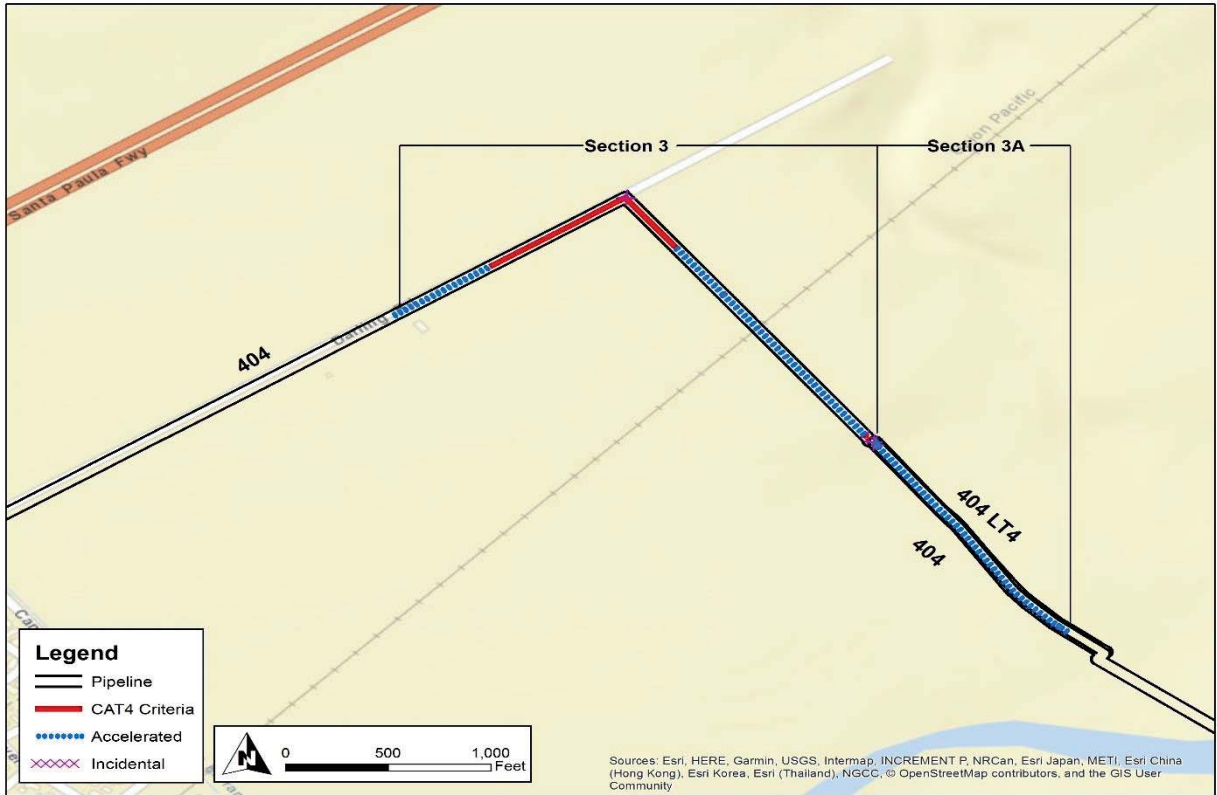 Santa Paula Fwy
Section 3
Section 3A
Pacific
404
404 LT4
404
Legend
Pipeline
CAT4 Criteria
Accelerated
Incidental
N
0 500 1,000
Feet
Sources: Esri, HERE, Garmin, USGS, Intermap, INCREMENT P, NRCan, Esri Japan, METI, Esri China
(Hong Kong), Esri Korea, Esri (Thailand), NGCC, © OpenStreetMap contributors, and the GIS User
Community